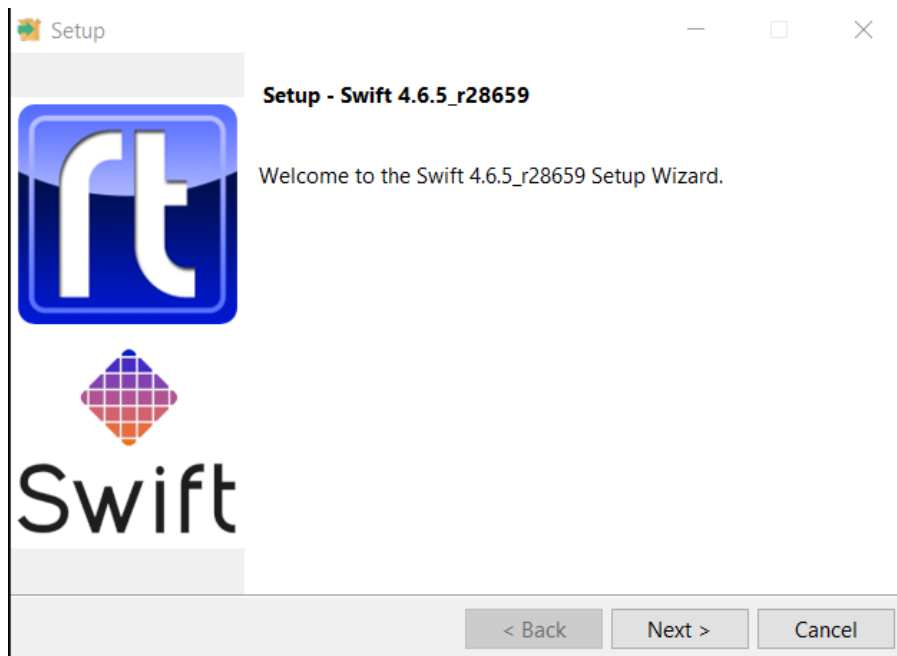 Setup
Setup - Swift 4.6.5_r28659
Welcome to the Swift 4.6.5_r28659 Setup Wizard.
rt
Swift
< Back
Next >
Cancel